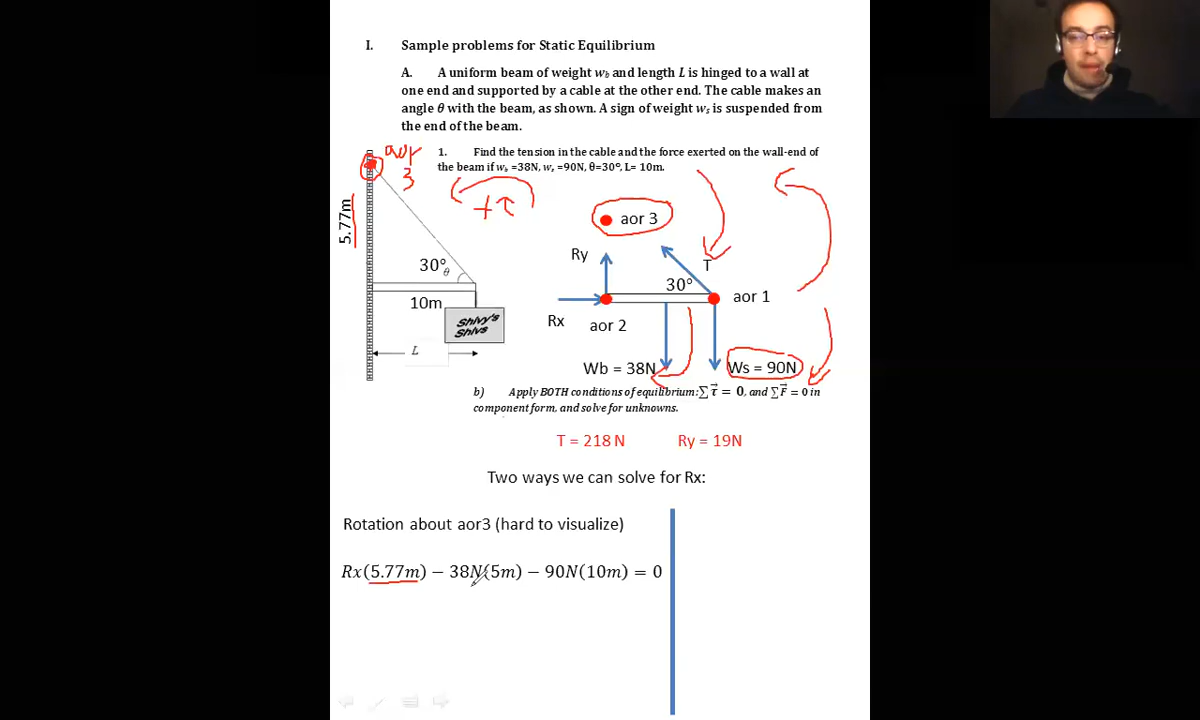 I. Sample problems for Static Equilibrium
A. A uniform beam of weight wb and length L is hinged to a wall at
one end and supported by a cable at the other end. The cable makes an
angle θ with the beam, as shown. A sign of weight ws is suspended from
the end of the beam.
1. Find the tension in the cable and the force exerted on the wall-end of
the beam if wb =38N, ws =90N, θ=30°, L= 10m.
aor
3
+τ
5.77m
30°
θ
10m
Shivy's
Shivs
L
aor 3
Ry
T
30°
aor 1
Rx
aor 2
Wb = 38N
Ws = 90N
b) Apply BOTH conditions of equilibrium: ∑τ⃗ = 0, and ∑F⃗ = 0 in
component form, and solve for unknowns.
T = 218 N Ry = 19N
Two ways we can solve for Rx:
Rotation about aor3 (hard to visualize)
Rx(5.77m) − 38N(5m) − 90N(10m) = 0